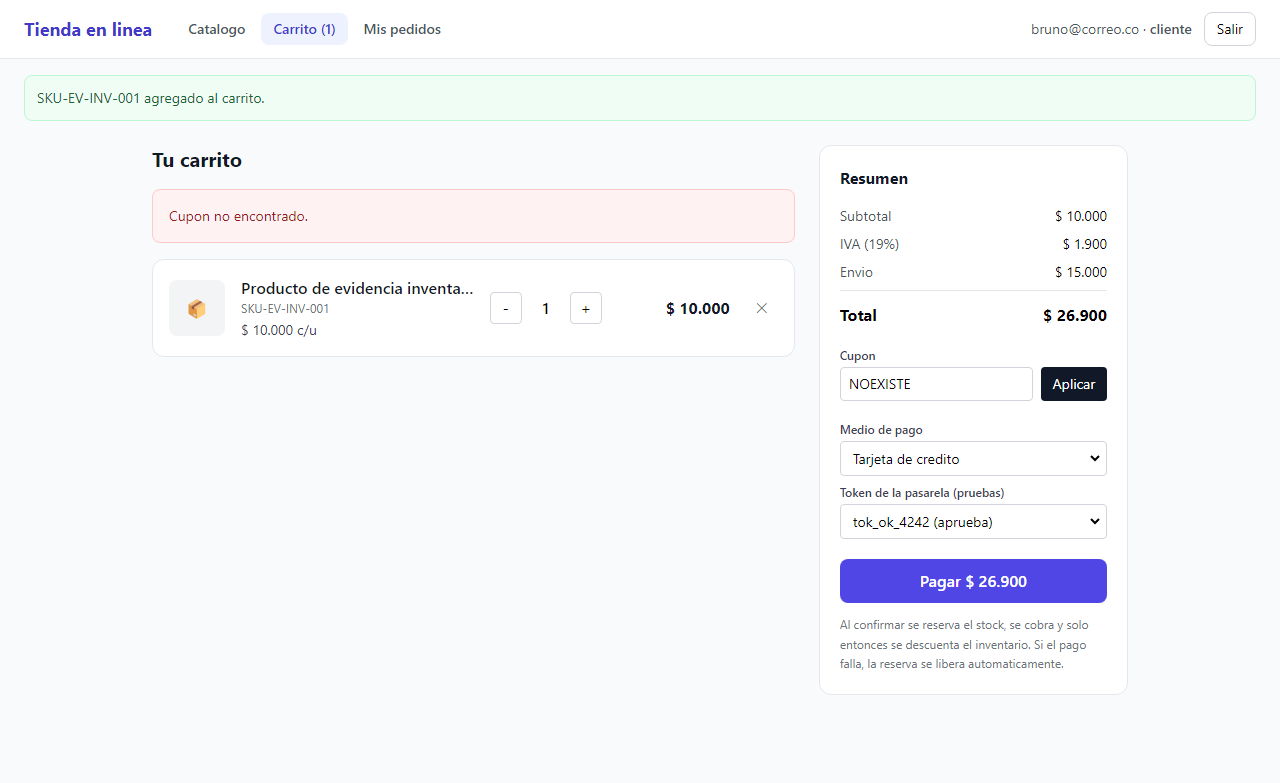 Tienda en linea
Catalogo
Carrito (1)
Mis pedidos
bruno@correo.co · cliente
Salir
SKU-EV-INV-001 agregado al carrito.
Tu carrito
Cupon no encontrado.
Producto de evidencia inventa...
SKU-EV-INV-001
$ 10.000 c/u
-
1
+
$ 10.000
Resumen
Subtotal $ 10.000
IVA (19%) $ 1.900
Envio $ 15.000
Total $ 26.900
Cupon
NOEXISTE
Aplicar
Medio de pago
Tarjeta de credito
Token de la pasarela (pruebas)
tok_ok_4242 (aprueba)
Pagar $ 26.900
Al confirmar se reserva el stock, se cobra y solo
entonces se descuenta el inventario. Si el pago
falla, la reserva se libera automaticamente.